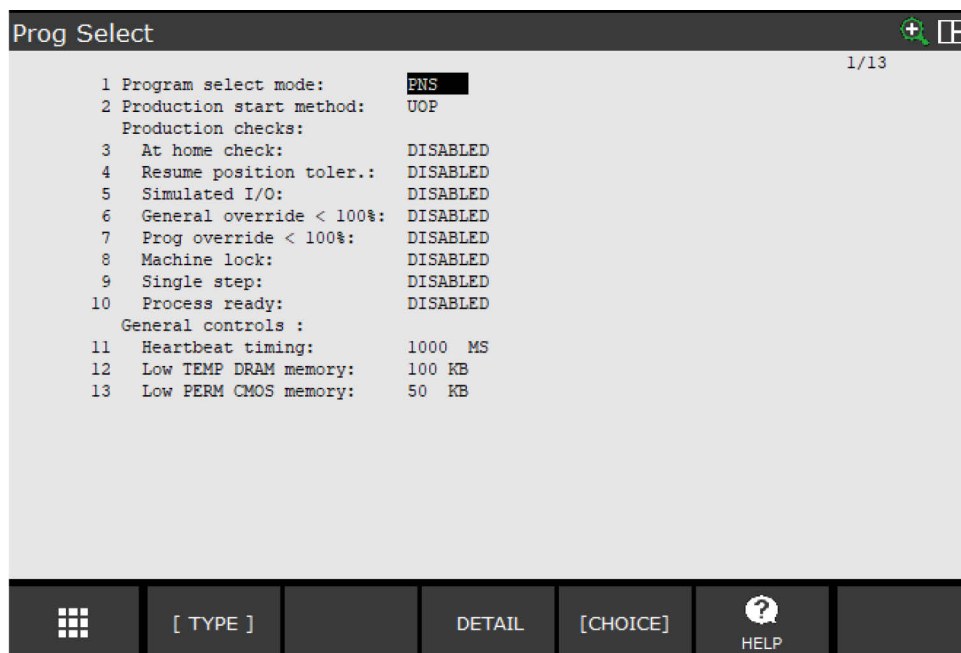 Prog Select
1/13
1 Program select mode: PNS
2 Production start method: UOP
Production checks:
3 At home check: DISABLED
4 Resume position toler.: DISABLED
5 Simulated I/O: DISABLED
6 General override < 100%: DISABLED
7 Prog override < 100%: DISABLED
8 Machine lock: DISABLED
9 Single step: DISABLED
10 Process ready: DISABLED
General controls :
11 Heartbeat timing: 1000 MS
12 Low TEMP DRAM memory: 100 KB
13 Low PERM CMOS memory: 50 KB
[ TYPE ] DETAIL [CHOICE] ? HELP